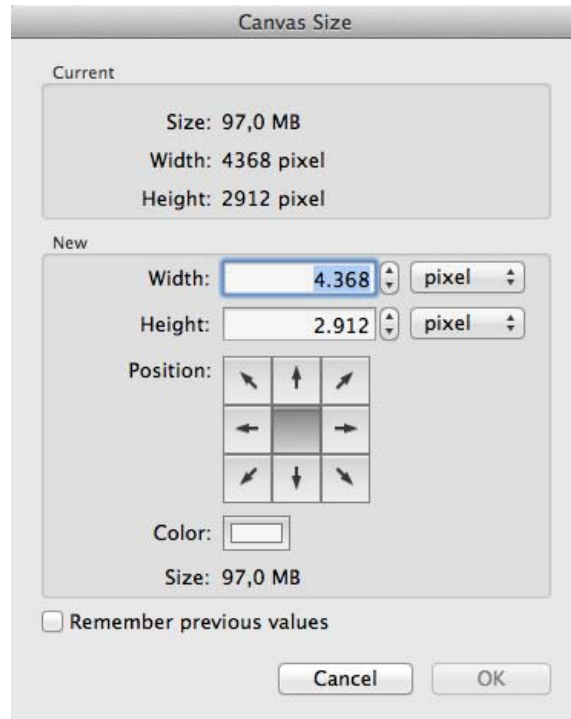 Canvas Size
Current
Size: 97,0 MB
Width: 4368 pixel
Height: 2912 pixel
New
Width: 4.368 pixel
Height: 2.912 pixel
Position:
Color:
Size: 97,0 MB
Remember previous values
Cancel OK